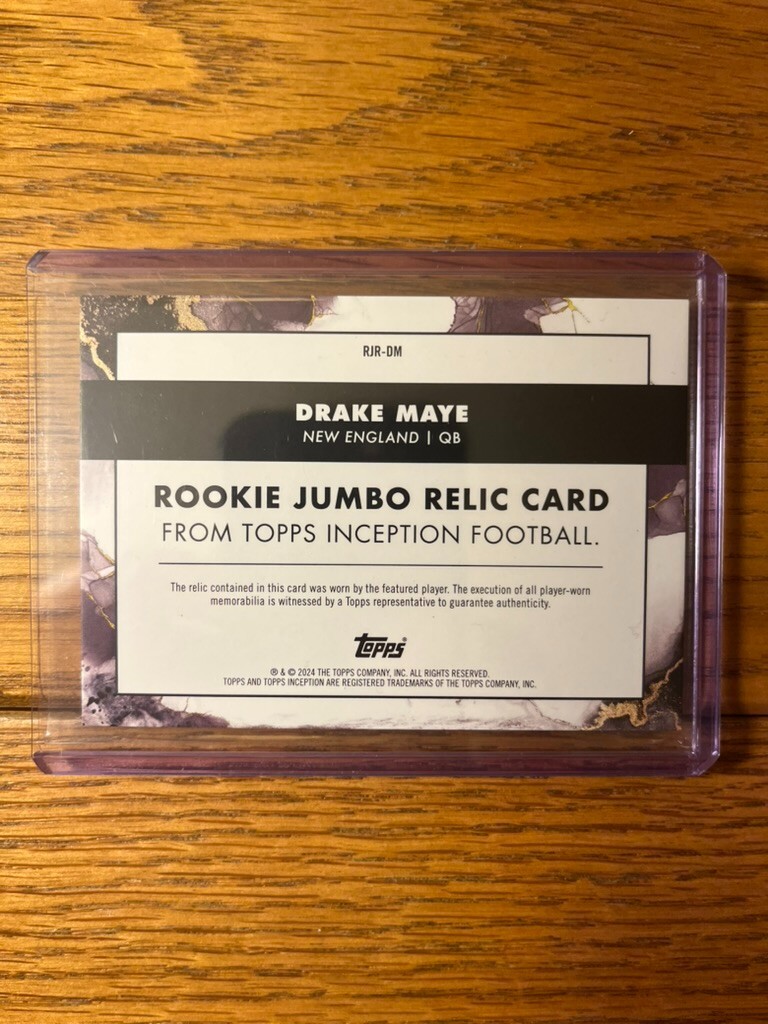 RJR-DM
DRAKE MAYE
NEW ENGLAND | QB
ROOKIE JUMBO RELIC CARD
FROM TOPPS INCEPTION FOOTBALL.
The relic contained in this card was worn by the featured player. The execution of all player-worn
memorabilia is witnessed by a Topps representative to guarantee authenticity.
topps®
® & © 2024 THE TOPPS COMPANY, INC. ALL RIGHTS RESERVED.
TOPPS AND TOPPS INCEPTION ARE REGISTERED TRADEMARKS OF THE TOPPS COMPANY, INC.